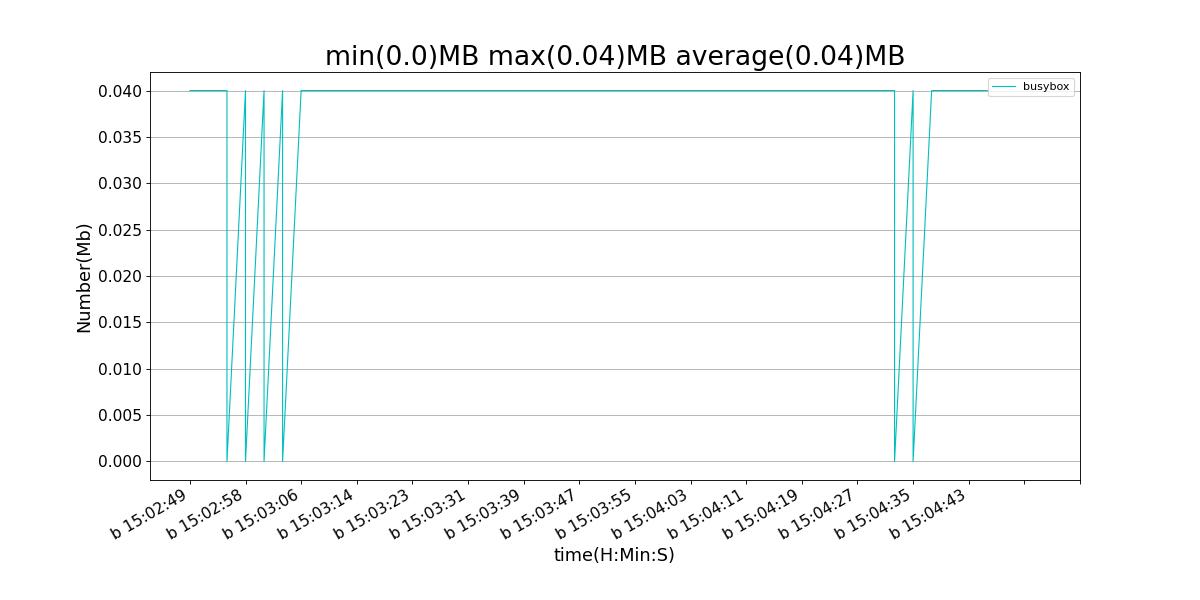 min(0.0)MB max(0.04)MB average(0.04)MB
busybox
0.040
0.035
0.030
0.025
0.020
0.015
0.010
0.005
0.000
Number(Mb)
b 15:02:49
b 15:02:58
b 15:03:06
b 15:03:14
b 15:03:23
b 15:03:31
b 15:03:39
b 15:03:47
b 15:03:55
b 15:04:03
b 15:04:11
b 15:04:19
b 15:04:27
b 15:04:35
b 15:04:43
time(H:Min:S)